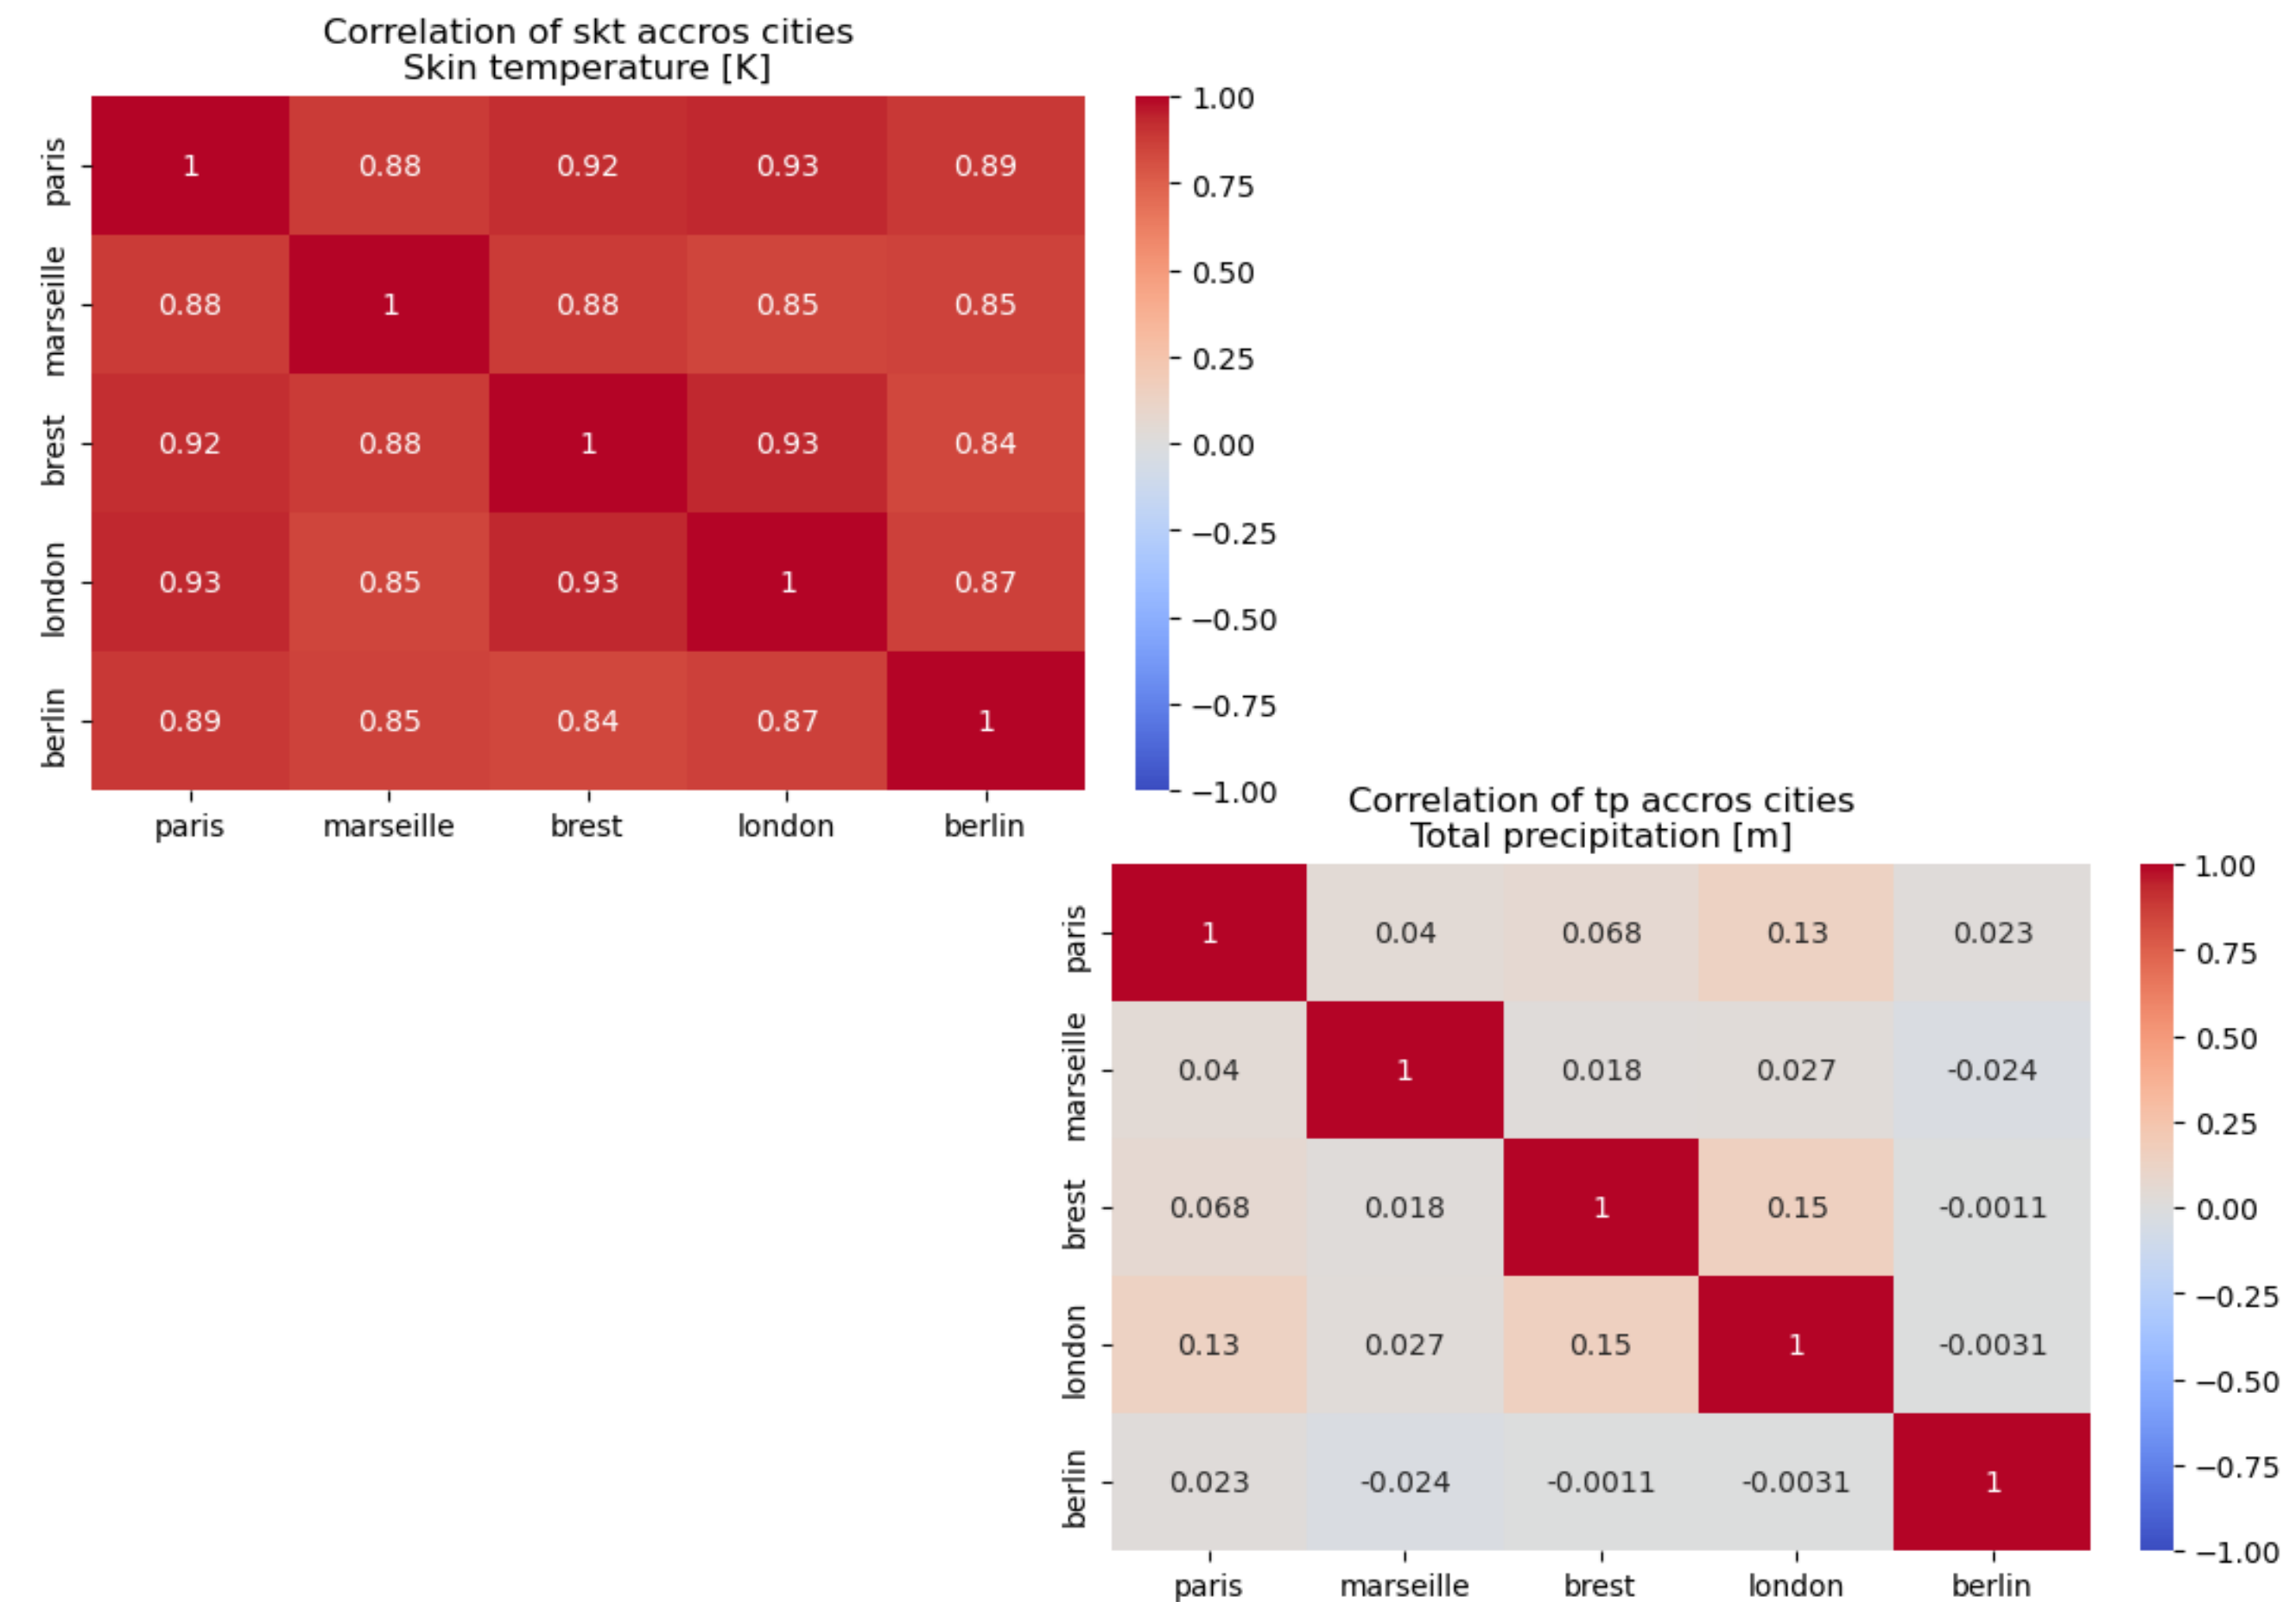 Correlation of skt accros cities
Skin temperature [K]
paris 1 0.88 0.92 0.93 0.89
marseille 0.88 1 0.88 0.85 0.85
brest 0.92 0.88 1 0.93 0.84
london 0.93 0.85 0.93 1 0.87
berlin 0.89 0.85 0.84 0.87 1
paris marseille brest london berlin
1.00
0.75
0.50
0.25
0.00
−0.25
−0.50
−0.75
−1.00
Correlation of tp accros cities
Total precipitation [m]
paris 1 0.04 0.068 0.13 0.023
marseille 0.04 1 0.018 0.027 -0.024
brest 0.068 0.018 1 0.15 -0.0011
london 0.13 0.027 0.15 1 -0.0031
berlin 0.023 -0.024 -0.0011 -0.0031 1
paris marseille brest london berlin
1.00
0.75
0.50
0.25
0.00
−0.25
−0.50
−0.75
−1.00